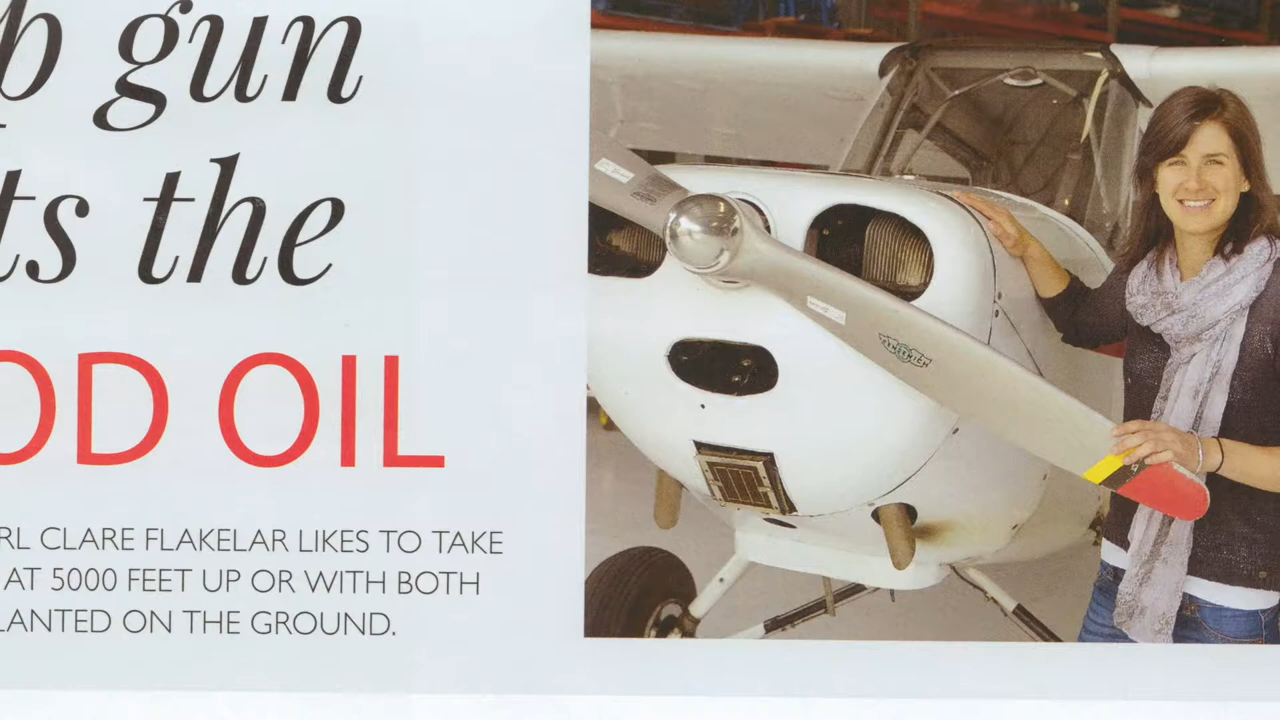 b gun
ts the
OD OIL
RL CLARE FLAKELAR LIKES TO TAKE
AT 5000 FEET UP OR WITH BOTH
LANTED ON THE GROUND.
SENSENICH